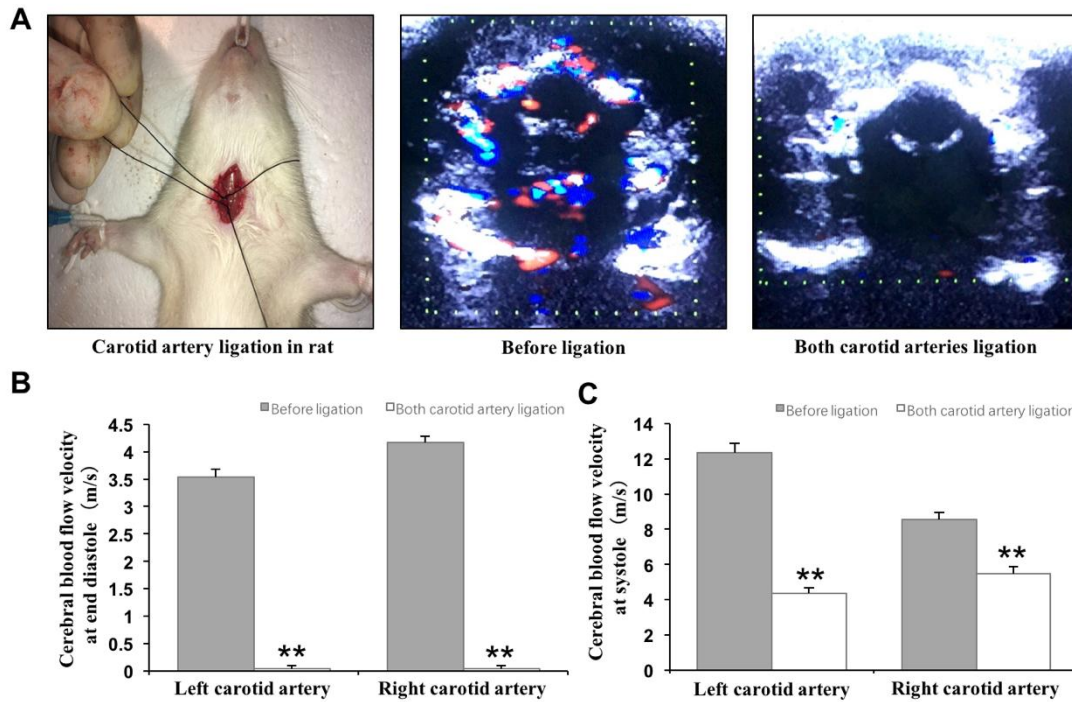 A
Carotid artery ligation in rat
Before ligation
Both carotid arteries ligation
B
Before ligation
Both carotid artery ligation
Cerebral blood flow velocity
at end diastole (m/s)
4.5
4
3.5
3
2.5
2
1.5
1
0.5
0
**
**
Left carotid artery
Right carotid artery
C
Before ligation
Both carotid artery ligation
Cerebral blood flow velocity
at systole (m/s)
14
12
10
8
6
4
2
0
**
**
Left carotid artery
Right carotid artery